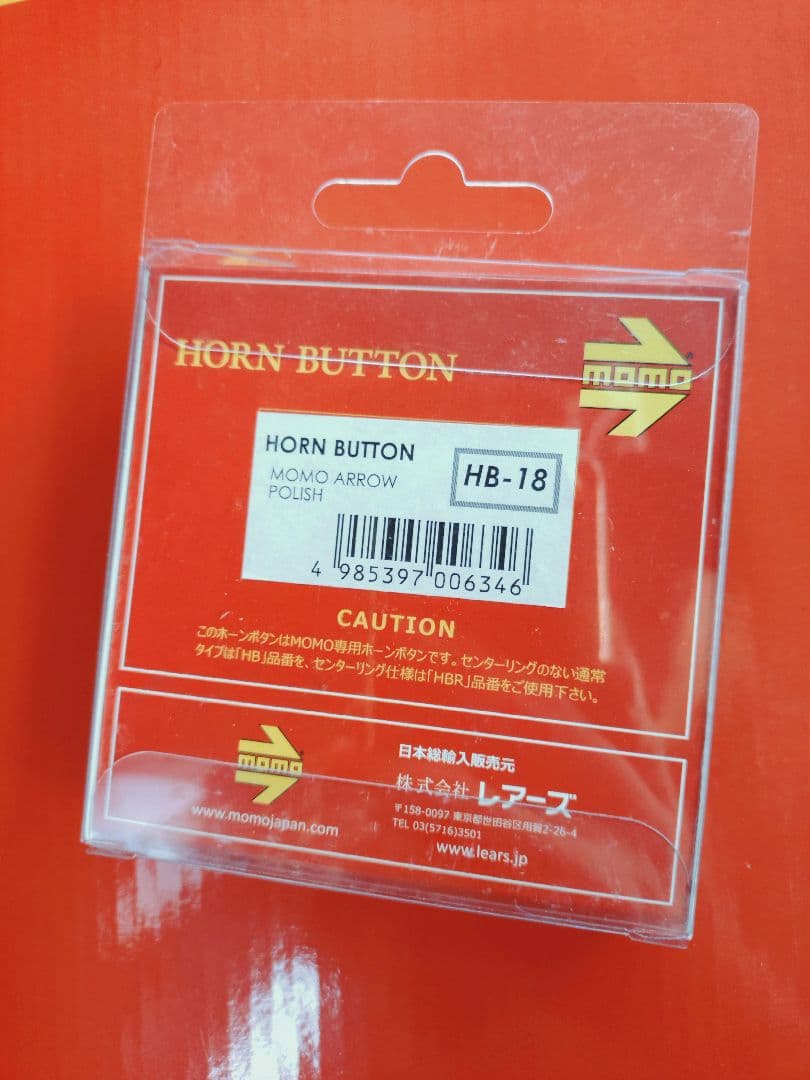 HORN BUTTON
momo®
HORN BUTTON
HB-18
MOMO ARROW
POLISH
4 985397 006346
CAUTION
このホーンボタンはMOMO専用ホーンボタンです。センターリングのない通常
タイプは「HB」品番を、センターリング仕様は「HBR」品番をご使用下さい。
momo®
www.momojapan.com
日本総輸入販売元
株式会社 レアーズ
〒158-0097 東京都世田谷区用賀2-26-4
TEL 03(5716)3501
www.lears.jp